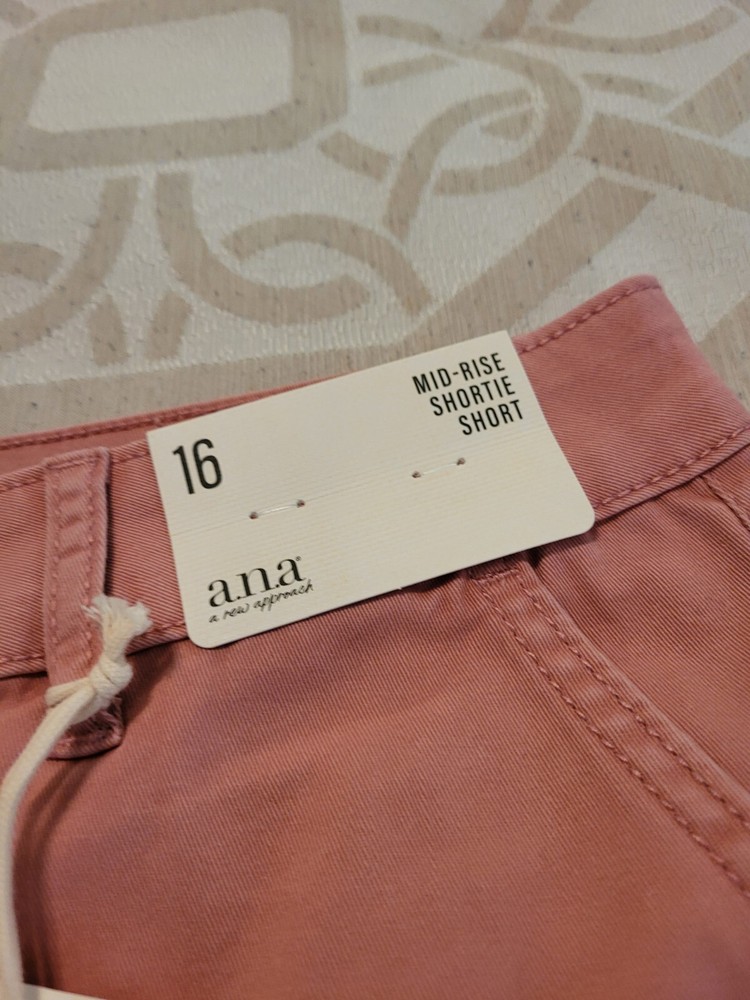 16
MID-RISE
SHORTIE
SHORT
a.n.a®
a new approach